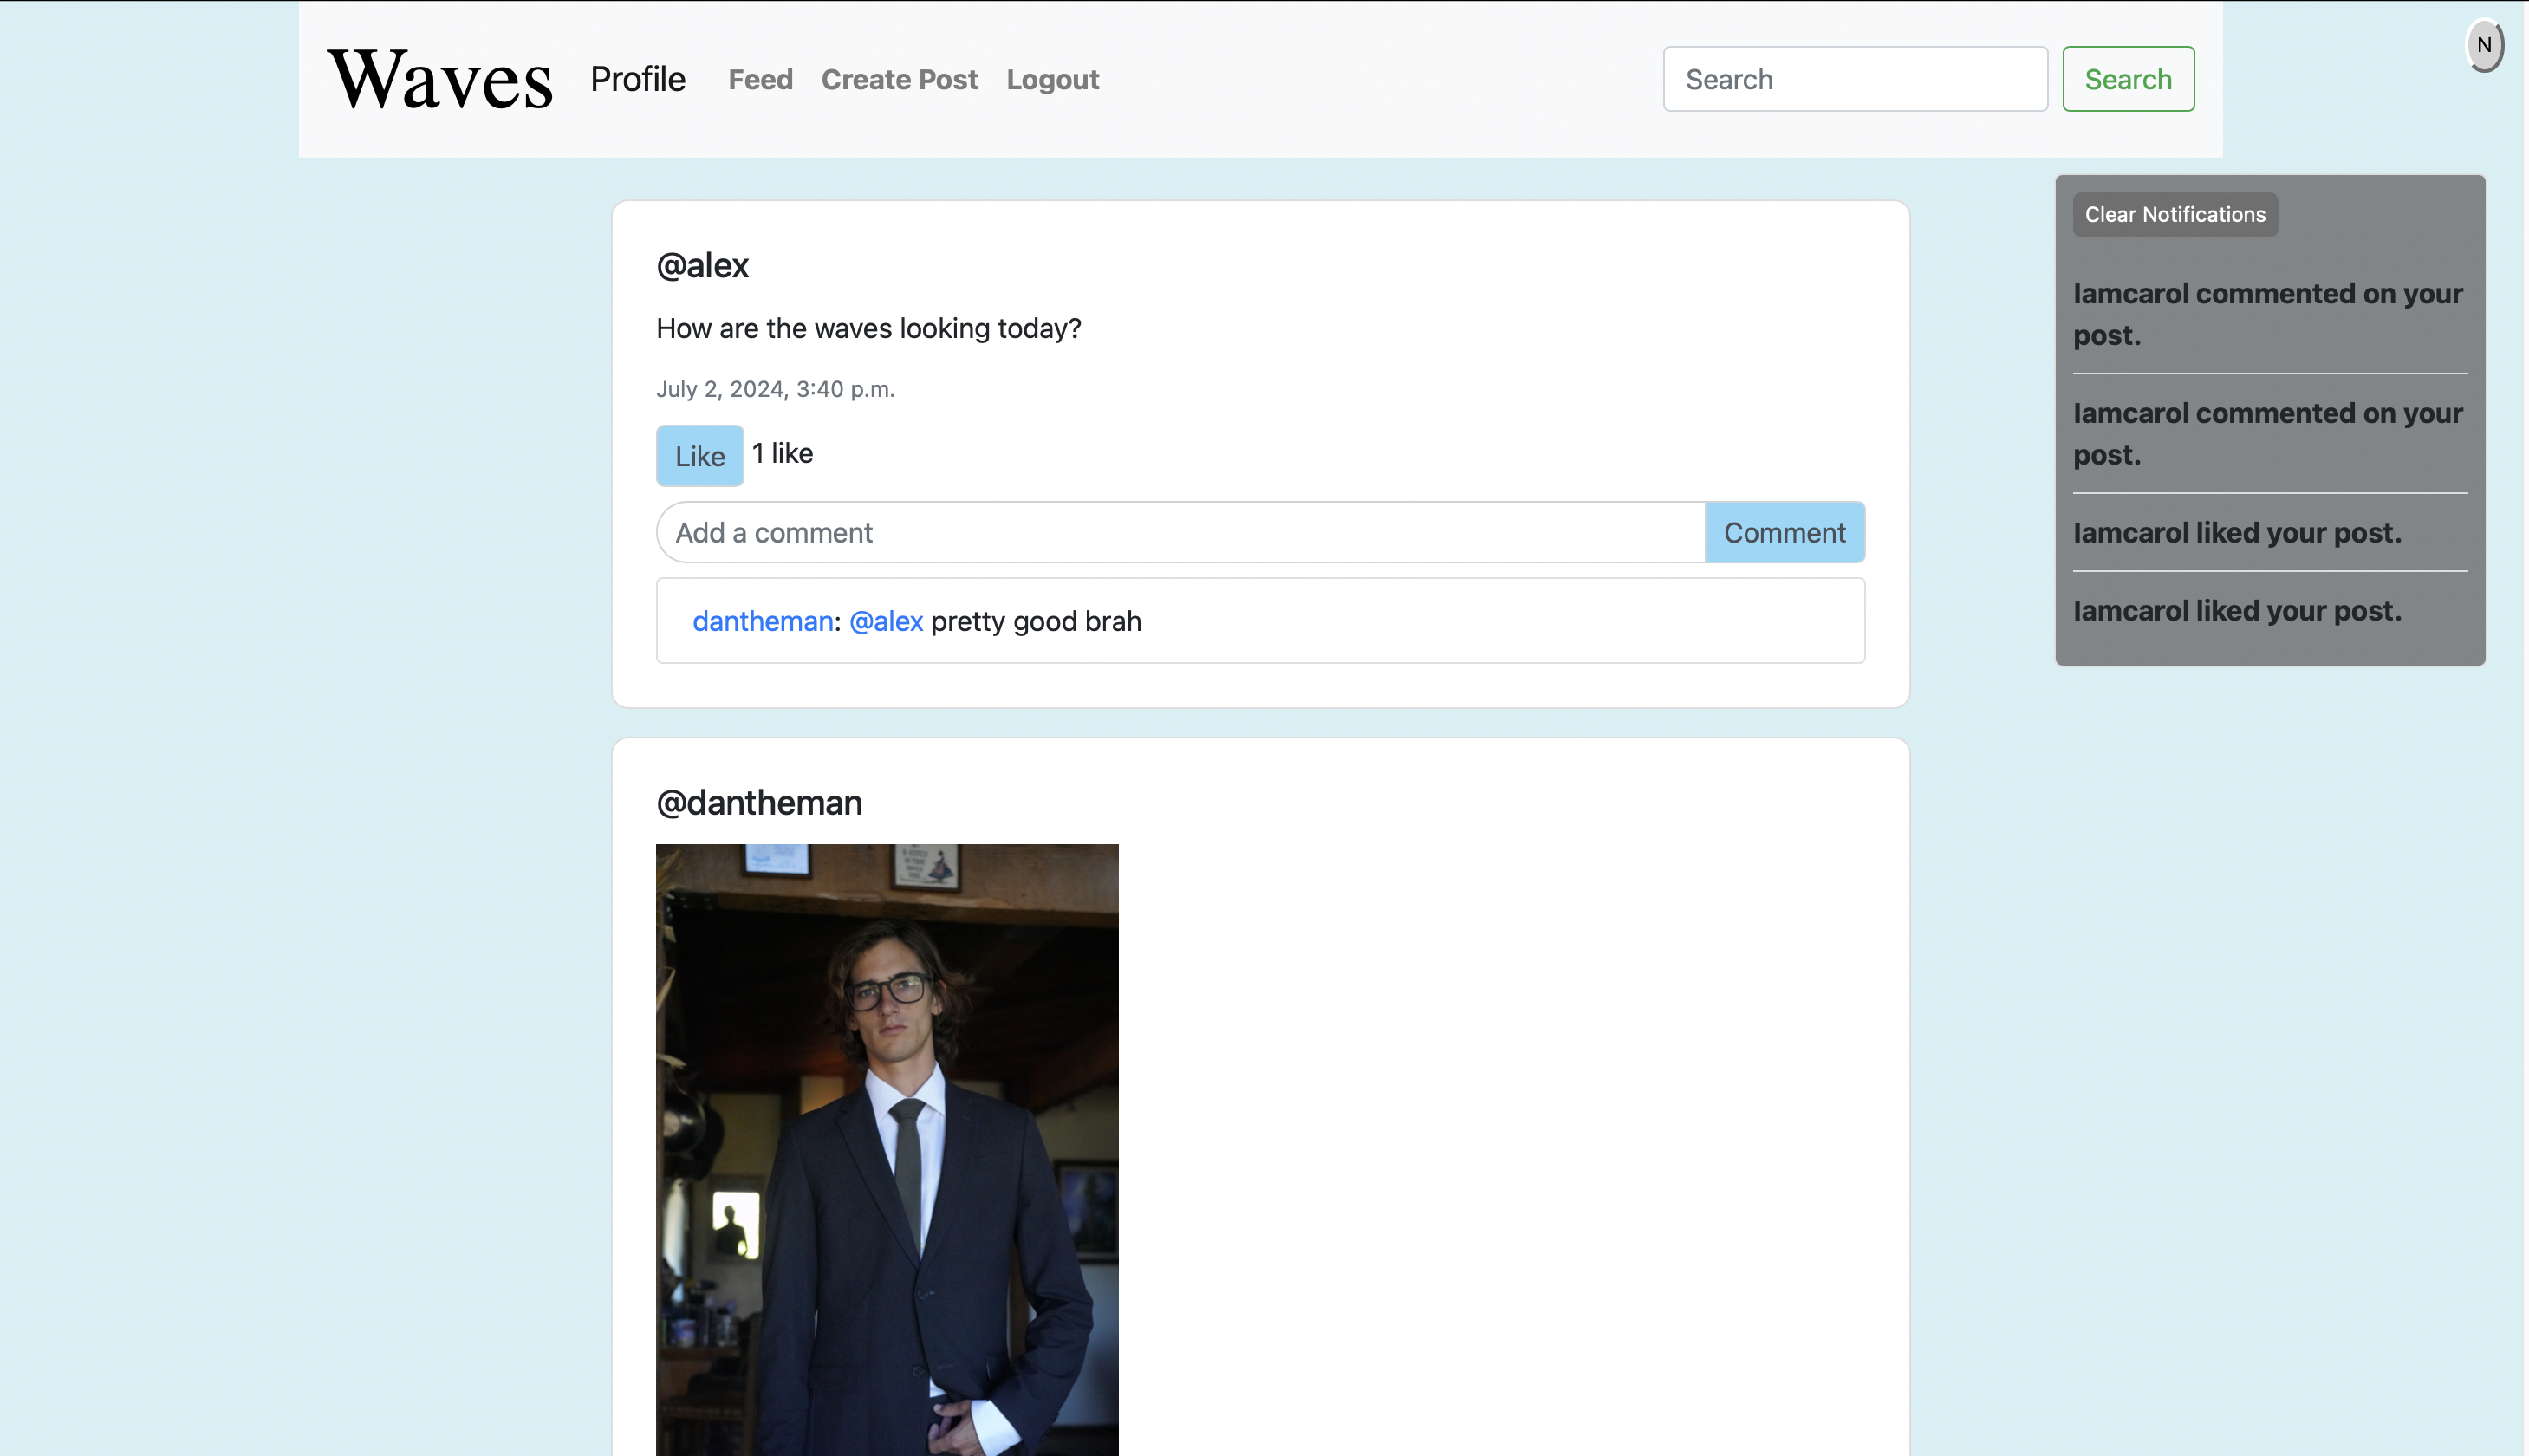 Waves Profile Feed Create Post Logout Search Search
N
Clear Notifications
Iamcarol commented on your
post.
Iamcarol commented on your
post.
Iamcarol liked your post.
Iamcarol liked your post.
@alex
How are the waves looking today?
July 2, 2024, 3:40 p.m.
Like 1 like
Add a comment Comment
dantheman: @alex pretty good brah
@dantheman